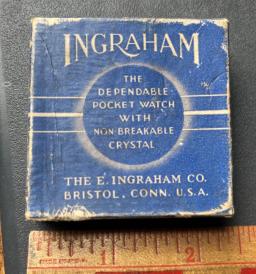 INGRAHAM
THE
DEPENDABLE
POCKET WATCH
WITH
NON-BREAKABLE
CRYSTAL
THE E. INGRAHAM CO.
BRISTOL, CONN. U.S.A.
1 2